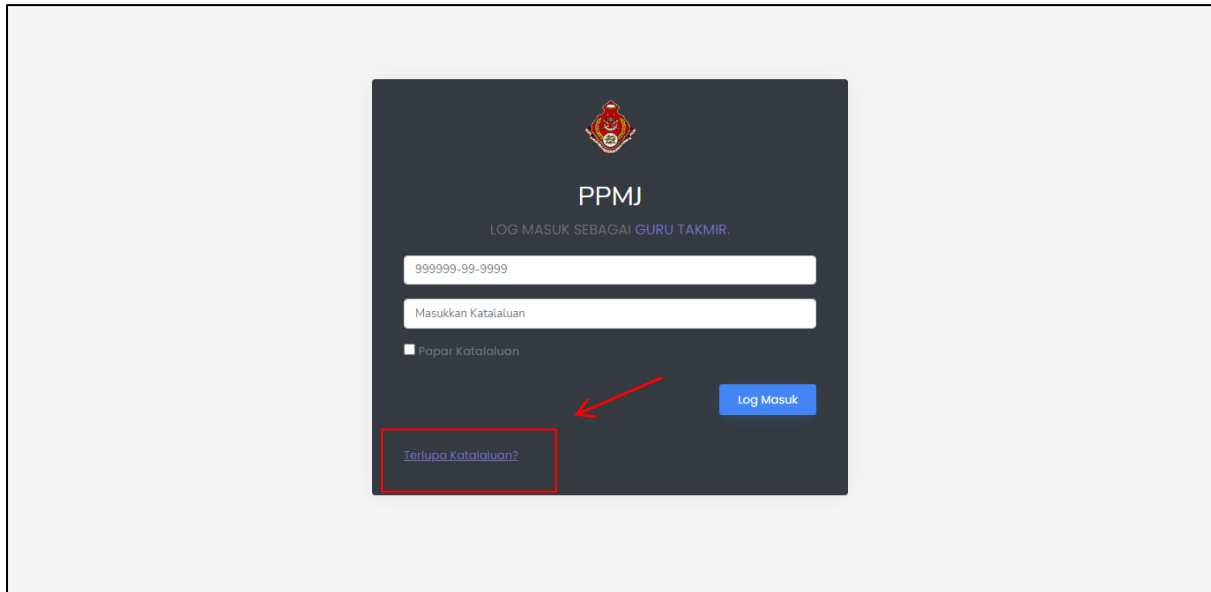 PPMJ
LOG MASUK SEBAGAI GURU TAKMIR.
999999-99-9999
Masukkan Katalaluan
Papar Katalaluan
Log Masuk
Terlupa Katalaluan?